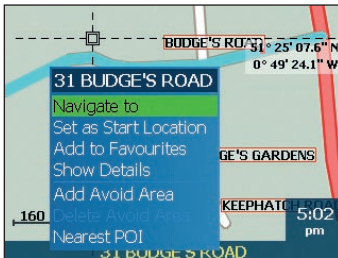 BUDGE'S ROAD
51° 25' 07.6" N
0° 49' 24.1" W
31 BUDGE'S ROAD
Navigate to
Set as Start Location
Add to Favourites
Show Details
GE'S GARDENS
Add Avoid Area
KEEPHATCH ROAD
Delete Avoid Area
160
5:02
pm
Nearest POI
31 BUDGE'S ROAD